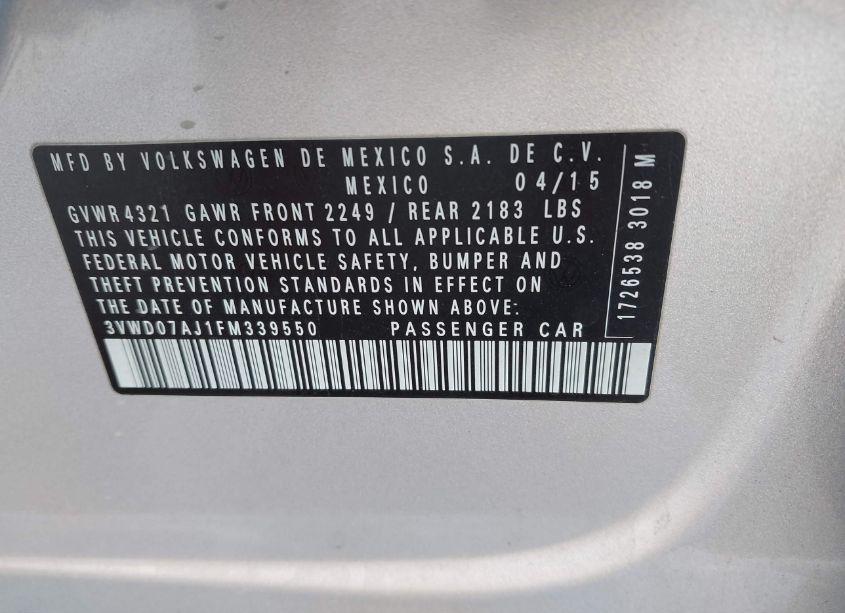 MFD BY VOLKSWAGEN DE MEXICO S.A. DE C.V.
MEXICO 04/15
GVWR 4321 GAWR FRONT 2249 / REAR 2183 LBS
THIS VEHICLE CONFORMS TO ALL APPLICABLE U.S.
FEDERAL MOTOR VEHICLE SAFETY, BUMPER AND
THEFT PREVENTION STANDARDS IN EFFECT ON
THE DATE OF MANUFACTURE SHOWN ABOVE:
3VWD07AJ1FM339550 PASSENGER CAR
1726538 3018 M